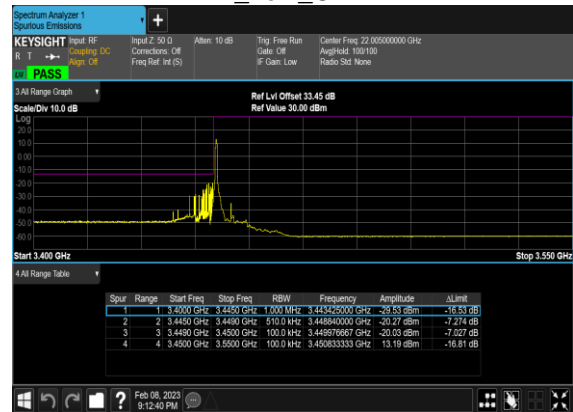 Spectrum Analyzer 1
Spurious Emissions
KEYSIGHT Input: RF Input Z: 50 Ω Atten: 10 dB Trig: Free Run Center Freq: 22.005000000 GHz
R T Coupling: DC Corrections: Off Gate: Off Avg|Hold: 100/100
Align: Off Freq Ref: Int (S) IF Gain: Low Radio Std: None
PASS
3 All Range Graph
Ref Lvl Offset 33.45 dB
Scale/Div 10.0 dB Ref Value 30.00 dBm
Log
20.0
10.0
0.00
-10.0
-20.0
-30.0
-40.0
-50.0
-60.0
Start 3.400 GHz Stop 3.550 GHz
4 All Range Table
Spur Range Start Freq Stop Freq RBW Frequency Amplitude ΔLimit
1 1 3.4000 GHz 3.4450 GHz 1.000 MHz 3.443425000 GHz -29.53 dBm -16.53 dB
2 2 3.4450 GHz 3.4490 GHz 510.0 kHz 3.448840000 GHz -20.27 dBm -7.274 dB
3 3 3.4490 GHz 3.4500 GHz 100.0 kHz 3.449976667 GHz -20.03 dBm -7.027 dB
4 4 3.4500 GHz 3.5500 GHz 100.0 kHz 3.450833333 GHz 13.19 dBm -16.81 dB
Feb 08, 2023
9:12:40 PM